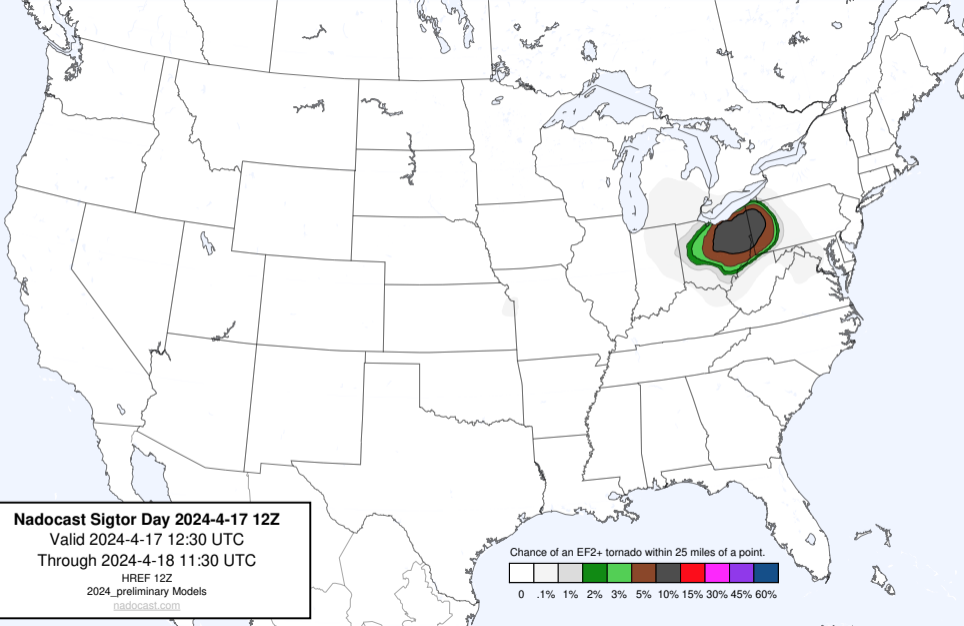 Nadocast Sigtor Day 2024-4-17 12Z
Valid 2024-4-17 12:30 UTC
Through 2024-4-18 11:30 UTC
HREF 12Z
2024_preliminary Models
nadocast.com
Chance of an EF2+ tornado within 25 miles of a point.
0 .1% 1% 2% 3% 5% 10% 15% 30% 45% 60%